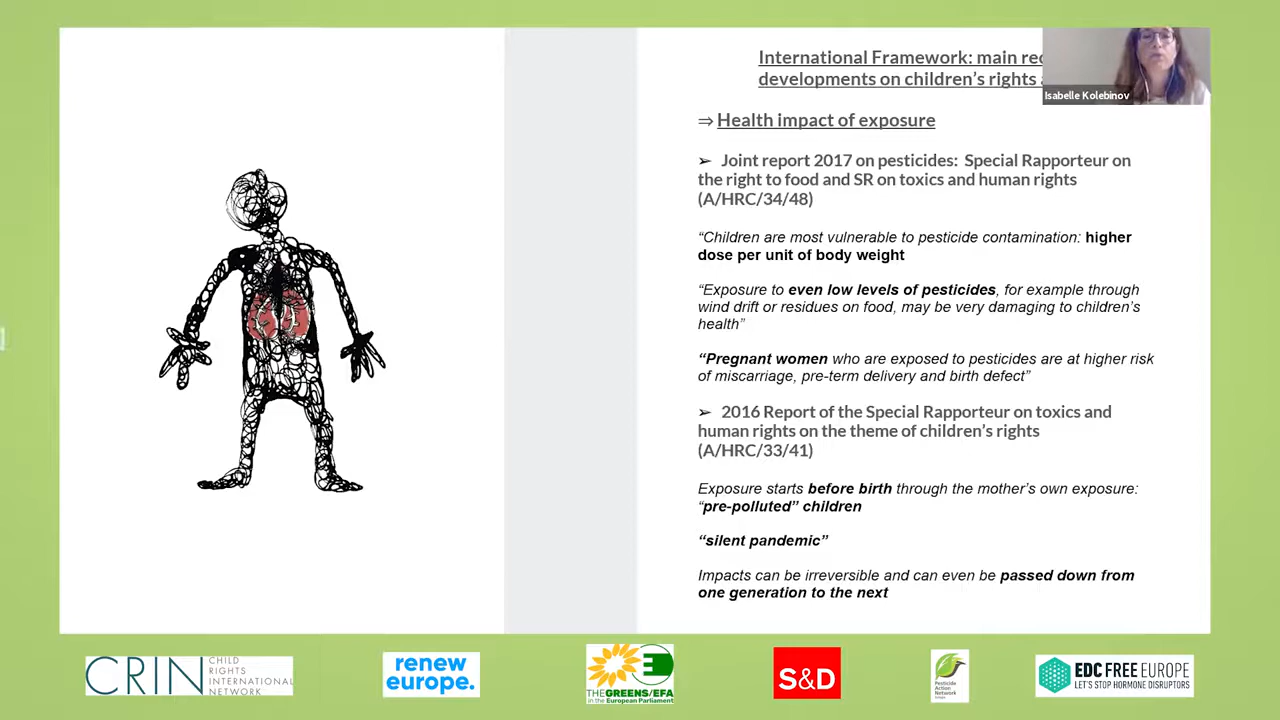 International Framework: main
developments on children's rights
Isabelle Kolebinov
⇒ Health impact of exposure
➢ Joint report 2017 on pesticides: Special Rapporteur on
the right to food and SR on toxics and human rights
(A/HRC/34/48)
“Children are most vulnerable to pesticide contamination: higher
dose per unit of body weight
“Exposure to even low levels of pesticides, for example through
wind drift or residues on food, may be very damaging to children’s
health”
“Pregnant women who are exposed to pesticides are at higher risk
of miscarriage, pre-term delivery and birth defect”
➢ 2016 Report of the Special Rapporteur on toxics and
human rights on the theme of children’s rights
(A/HRC/33/41)
Exposure starts before birth through the mother’s own exposure:
“pre-polluted” children
“silent pandemic”
Impacts can be irreversible and can even be passed down from
one generation to the next
CRIN
CHILD
RIGHTS
INTERNATIONAL
NETWORK
renew
europe.
THE GREENS/EFA
in the European Parliament
S&D
Pesticide
Action
Network
EDC FREE EUROPE
LET'S STOP HORMONE DISRUPTORS